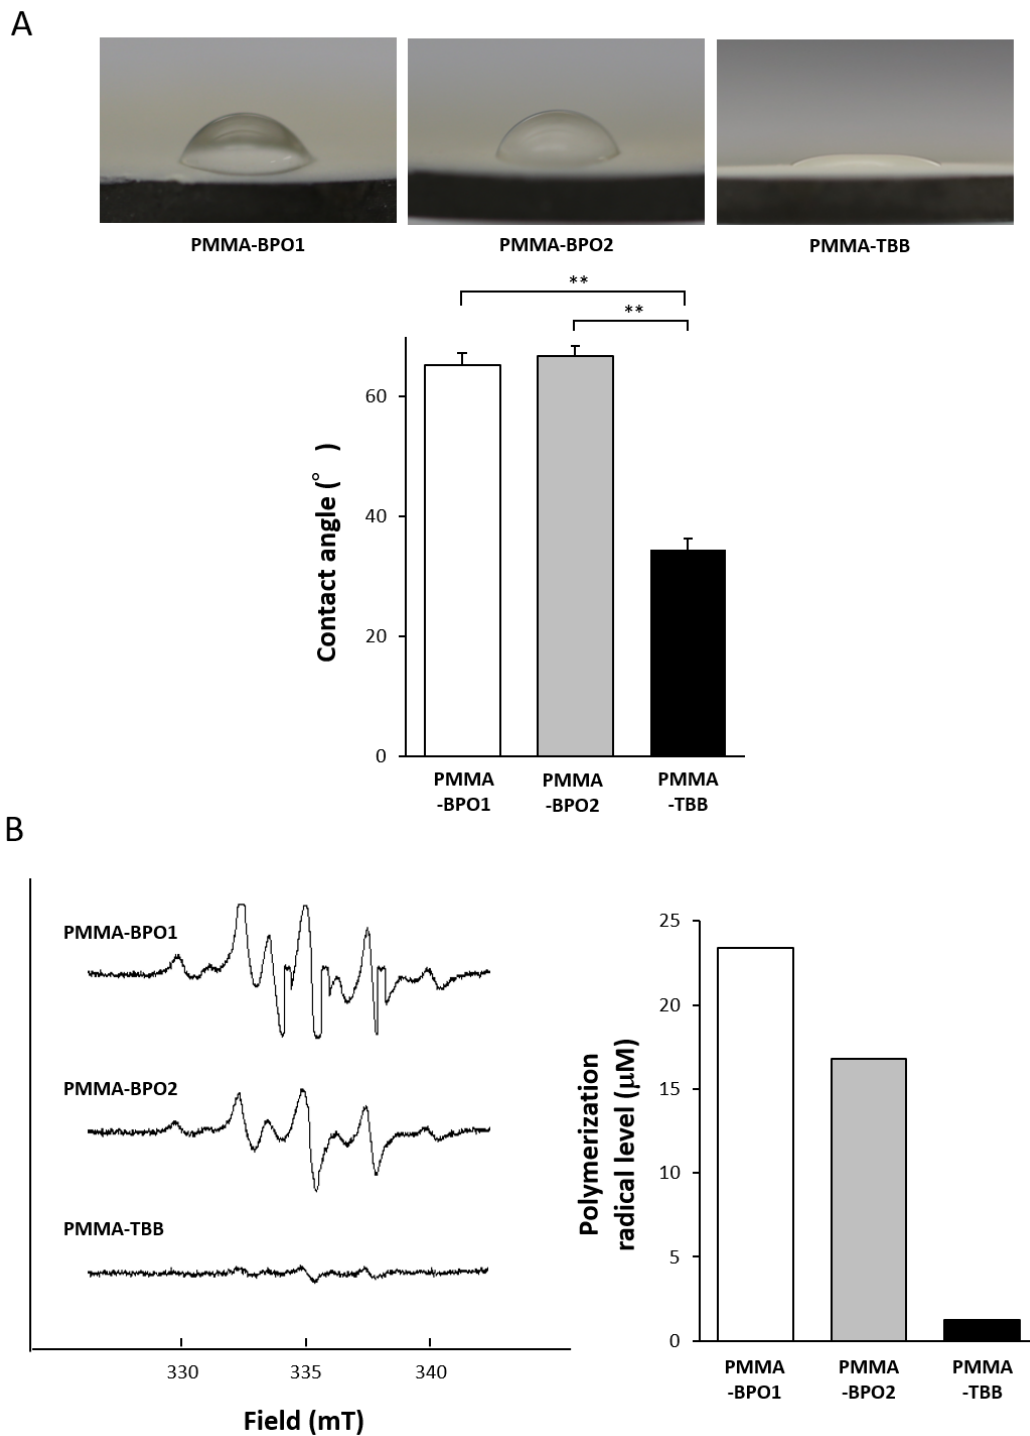 A
PMMA-BPO1
PMMA-BPO2
PMMA-TBB
**
**
60
40
20
0
Contact angle (° )
PMMA
-BPO1
PMMA
-BPO2
PMMA
-TBB
B
PMMA-BPO1
PMMA-BPO2
PMMA-TBB
330
335
340
Field (mT)
25
20
15
10
5
0
Polymerization
radical level (μM)
PMMA
-BPO1
PMMA
-BPO2
PMMA
-TBB